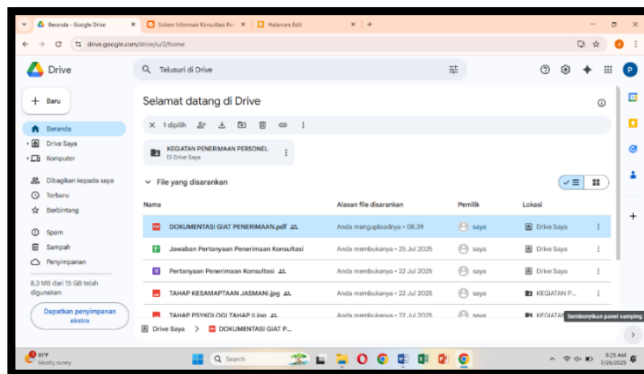 Beranda - Google Drive
Sistem Informasi Konsultasi Per
Halaman Edit
drive.google.com/drive/u/2/home
Drive
Telusuri di Drive
P
Baru
Selamat datang di Drive
1 dipilih
Beranda
Drive Saya
Komputer
KEGIATAN PENERIMAAN PERSONEL
Di Drive Saya
Dibagikan kepada saya
Terbaru
Berbintang
File yang disarankan
Nama Alasan file disarankan Pemilik Lokasi
Spam
Sampah
Penyimpanan
8,3 MB dari 15 GB telah
digunakan
Dapatkan penyimpanan
ekstra
DOKUMENTASI GIAT PENERIMAAN.pdf Anda menguploadnya • 08.39 saya Drive Saya
Jawaban Pertanyaan Penerimaan Konsultasi Anda membukanya • 25 Jul 2025 saya Drive Saya
Pertanyaan Penerimaan Konsultasi Anda membukanya • 22 Jul 2025 saya Drive Saya
TAHAP KESAMAPTAAN JASMANI.jpg Anda membukanya • 22 Jul 2025 saya KEGIATAN P...
TAHAP PSYKOLOGI TAHAP II.jpg Anda membukanya • 22 Jul 2025 saya KEGIATAN
Sembunyikan panel samping
Drive Saya > DOKUMENTASI GIAT P...
Mostly sunny
Search
9:25 AM
7/29/2025